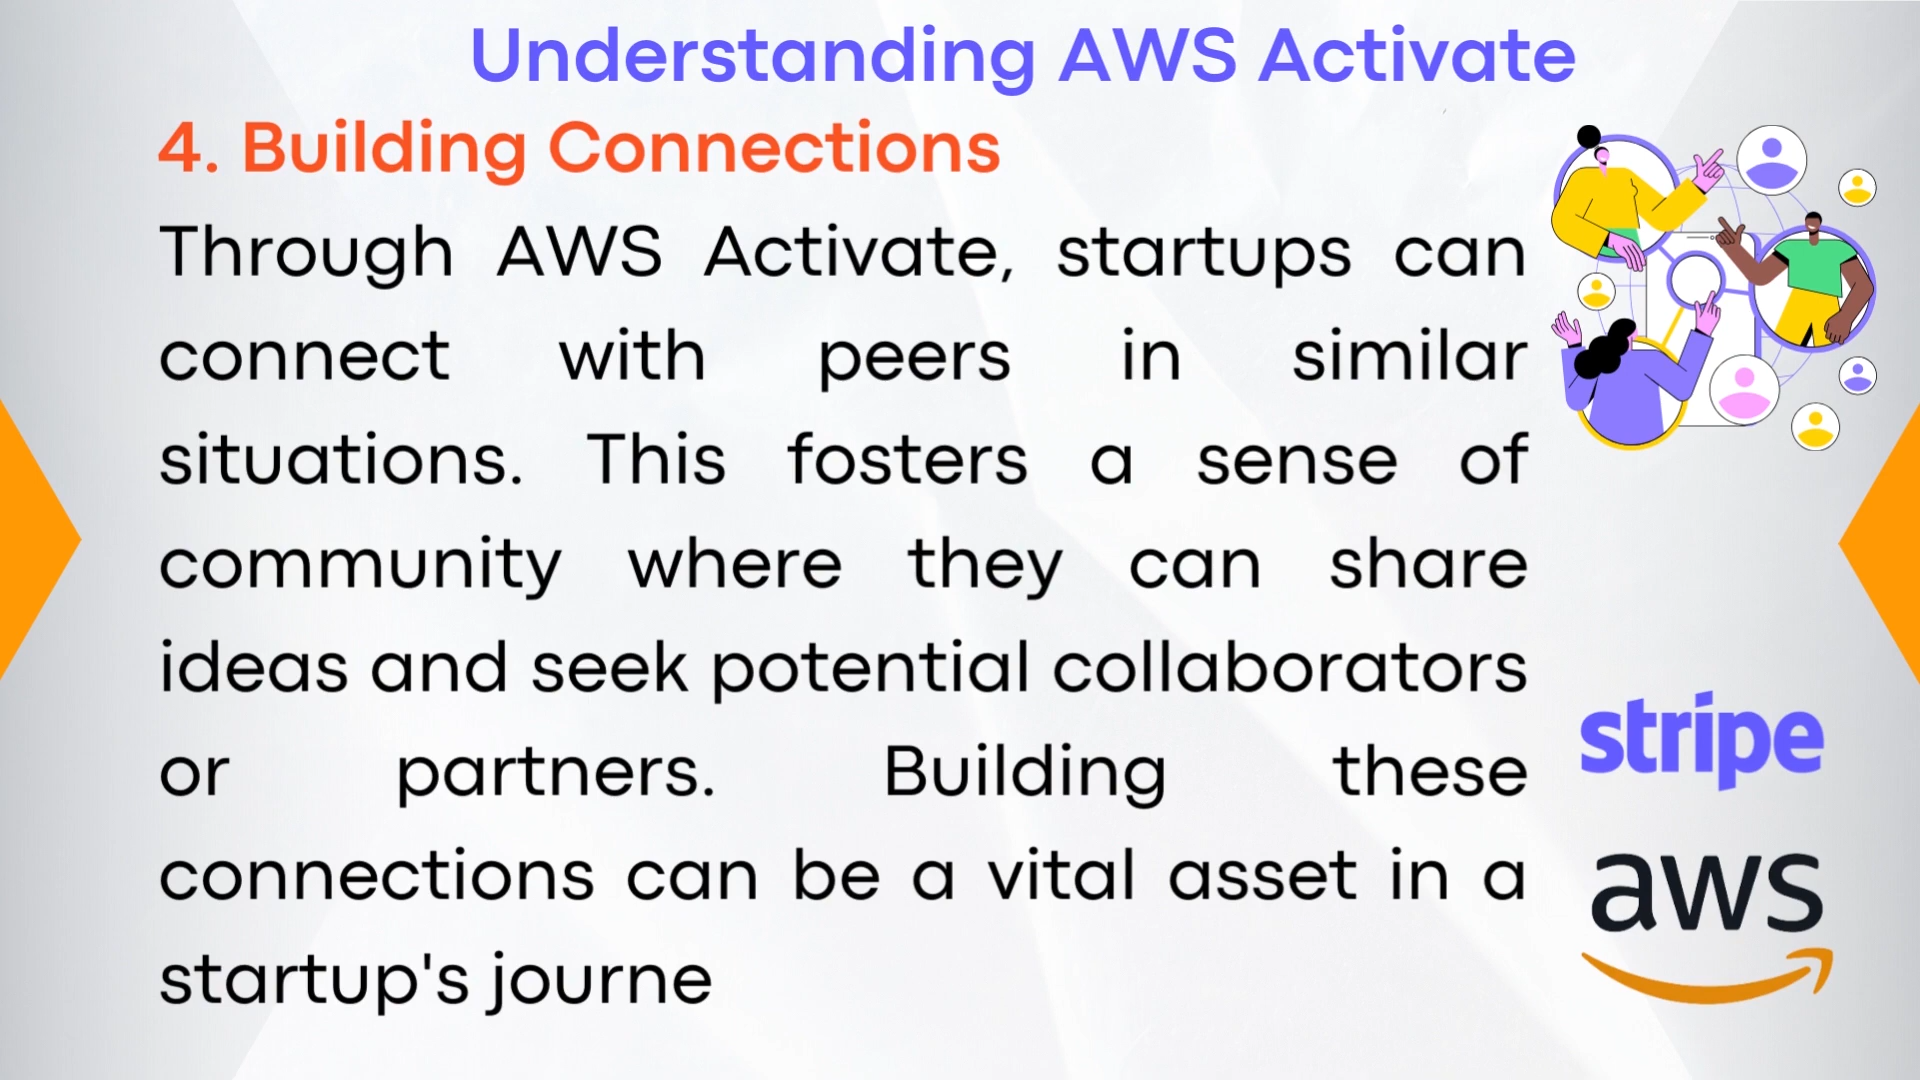 Understanding AWS Activate
4. Building Connections
Through AWS Activate, startups can
connect with peers in similar
situations. This fosters a sense of
community where they can share
ideas and seek potential collaborators
or partners. Building these
connections can be a vital asset in a
startup's journe
stripe
aws